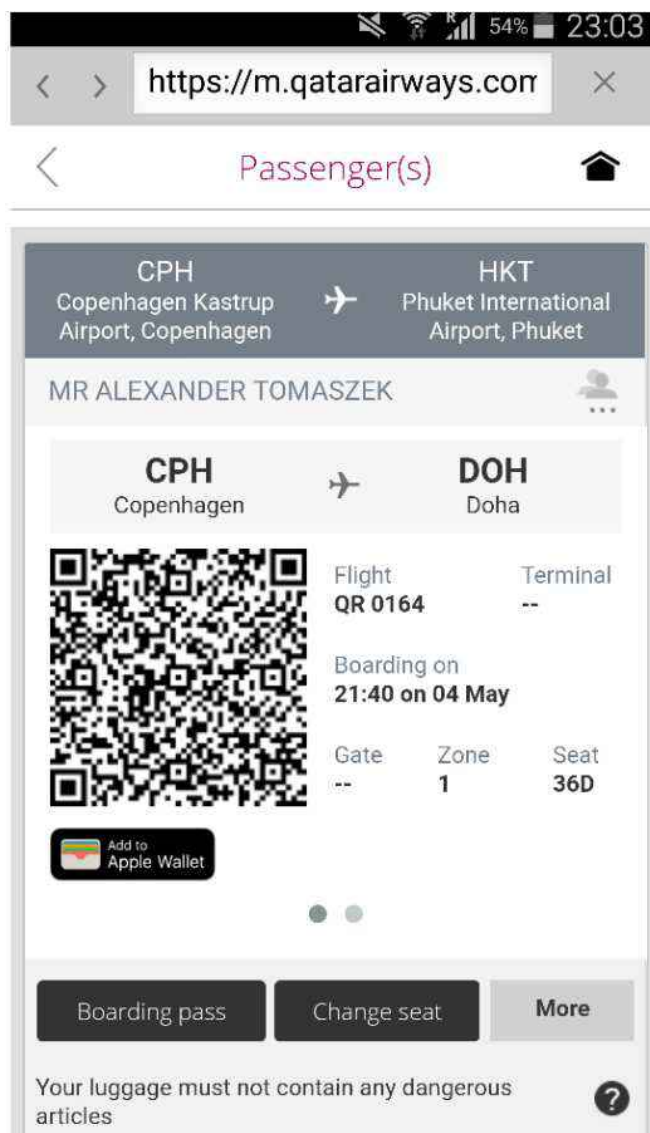 R 54% 23:03
https://m.qatarairways.com
Passenger(s)
CPH HKT
Copenhagen Kastrup Phuket International
Airport, Copenhagen Airport, Phuket
MR ALEXANDER TOMASZEK
CPH DOH
Copenhagen Doha
Flight Terminal
QR 0164 --
Boarding on
21:40 on 04 May
Gate Zone Seat
-- 1 36D
Add to
Apple Wallet
Boarding pass Change seat More
Your luggage must not contain any dangerous ?
articles